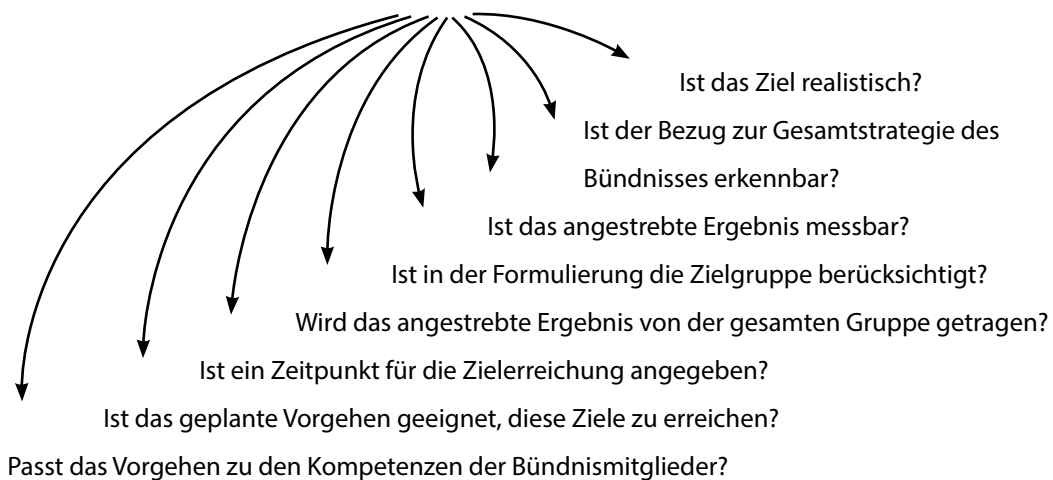 Ist das Ziel realistisch?
Ist der Bezug zur Gesamtstrategie des
Bündnisses erkennbar?
Ist das angestrebte Ergebnis messbar?
Ist in der Formulierung die Zielgruppe berücksichtigt?
Wird das angestrebte Ergebnis von der gesamten Gruppe getragen?
Ist ein Zeitpunkt für die Zielerreichung angegeben?
Ist das geplante Vorgehen geeignet, diese Ziele zu erreichen?
Passt das Vorgehen zu den Kompetenzen der Bündnismitglieder?